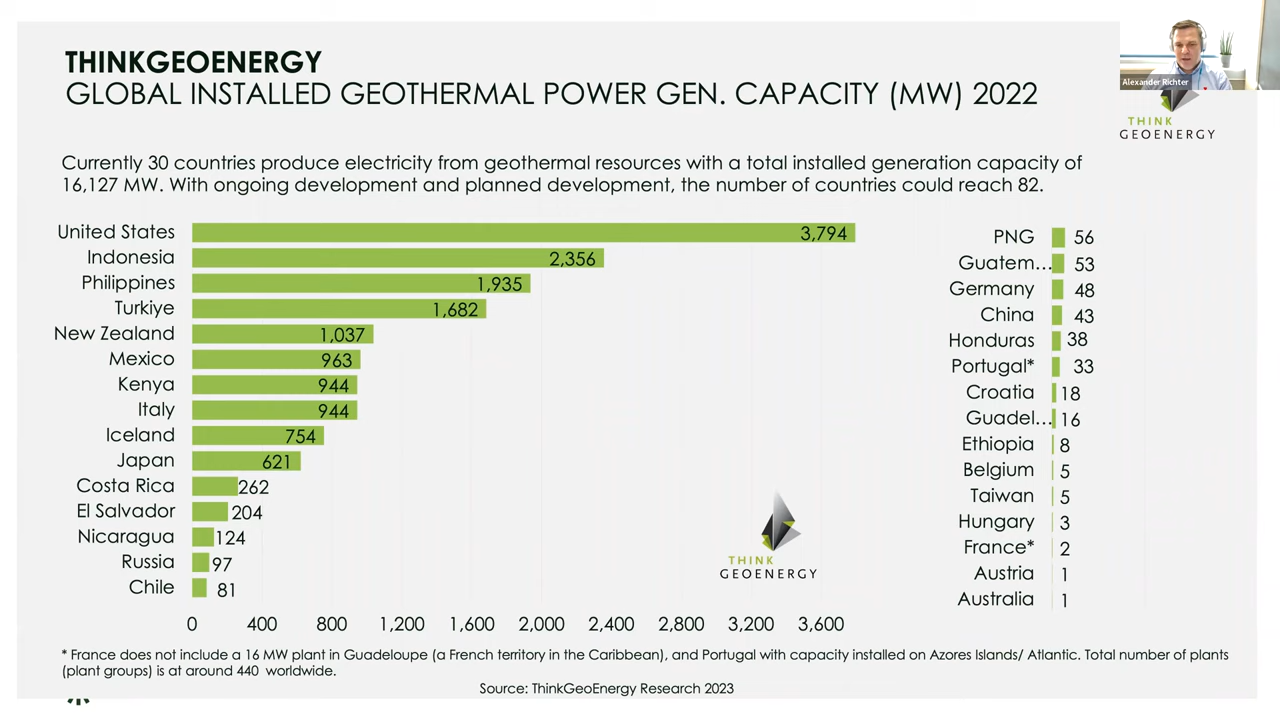 THINKGEOENERGY
GLOBAL INSTALLED GEOTHERMAL POWER GEN. CAPACITY (MW) 2022
Alexander Richter
THINK
GEOENERGY
Currently 30 countries produce electricity from geothermal resources with a total installed generation capacity of
16,127 MW. With ongoing development and planned development, the number of countries could reach 82.
United States 3,794
Indonesia 2,356
Philippines 1,935
Turkiye 1,682
New Zealand 1,037
Mexico 963
Kenya 944
Italy 944
Iceland 754
Japan 621
Costa Rica 262
El Salvador 204
Nicaragua 124
Russia 97
Chile 81
0 400 800 1,200 1,600 2,000 2,400 2,800 3,200 3,600
THINK
GEOENERGY
PNG 56
Guatem... 53
Germany 48
China 43
Honduras 38
Portugal* 33
Croatia 18
Guadel... 16
Ethiopia 8
Belgium 5
Taiwan 5
Hungary 3
France* 2
Austria 1
Australia 1
* France does not include a 16 MW plant in Guadeloupe (a French territory in the Caribbean), and Portugal with capacity installed on Azores Islands/ Atlantic. Total number of plants
(plant groups) is at around 440 worldwide.
Source: ThinkGeoEnergy Research 2023